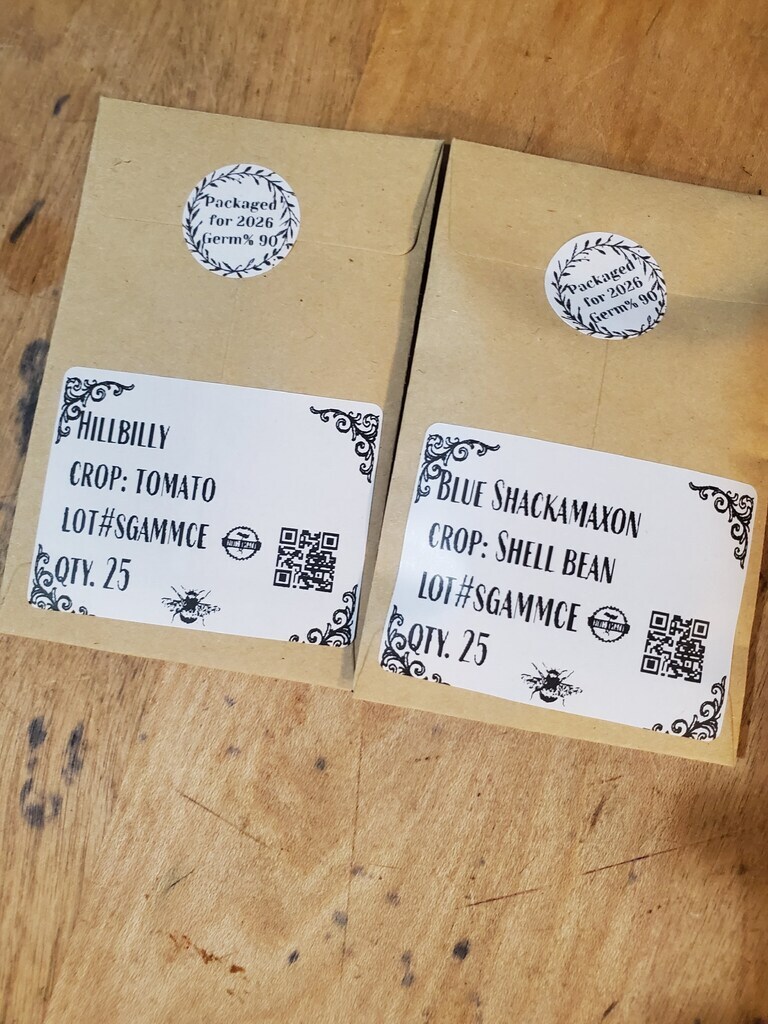 Packaged
for 2026
Germ% 90
HILLBILLY
CROP: TOMATO
LOT#SGAMMCE
QTY. 25
Packaged
for 2026
Germ% 90
BLUE SHACKAMAXON
CROP: SHELL BEAN
LOT#SGAMMCE
QTY. 25